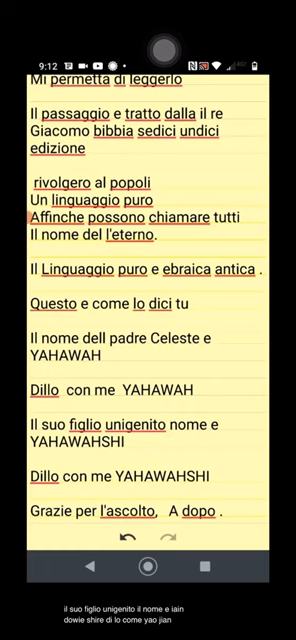 9:12
Mi permetta di leggerlo
Il passaggio e tratto dalla il re
Giacomo bibbia sedici undici
edizione
rivolgero al popoli
Un linguaggio puro
Affinche possono chiamare tutti
Il nome del l'eterno.
Il Linguaggio puro e ebraica antica .
Questo e come lo dici tu
Il nome dell padre Celeste e
YAHAWAH
Dillo con me YAHAWAH
Il suo figlio unigenito nome e
YAHAWAHSHI
Dillo con me YAHAWAHSHI
Grazie per l'ascolto, A dopo .
il suo figlio unigenito il nome e iain
dowie shire di lo come yao jian